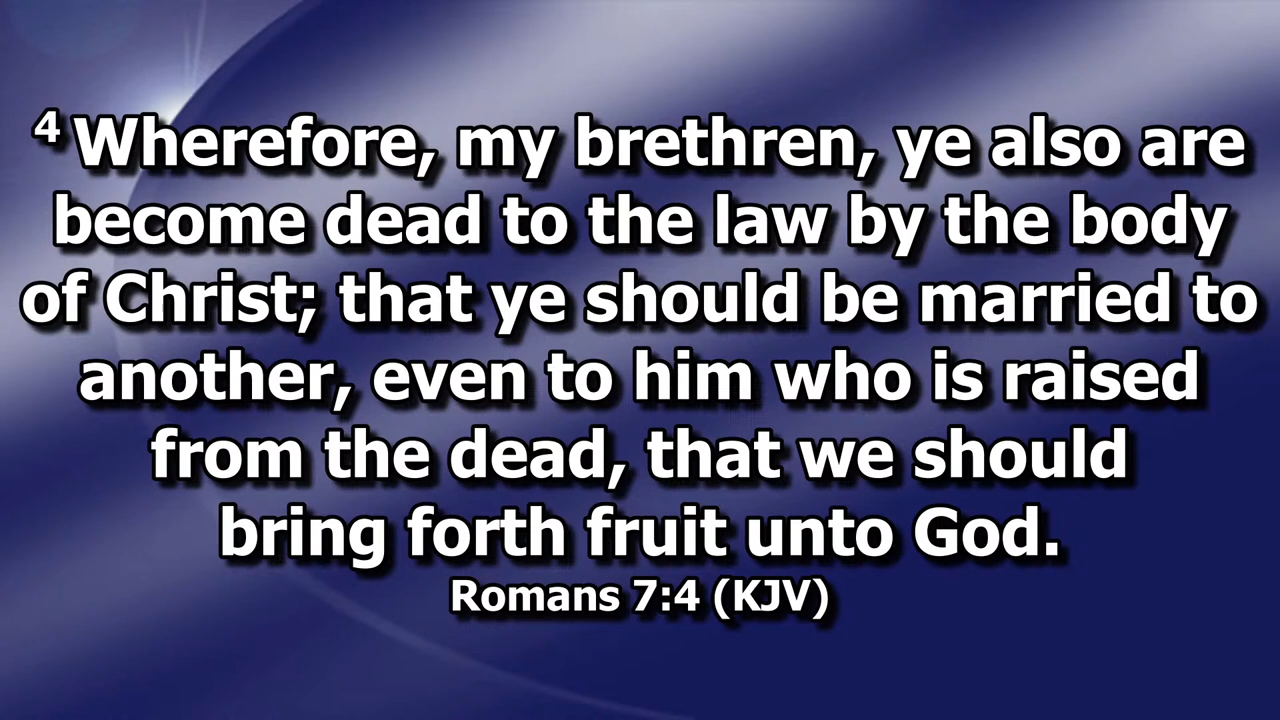 4 Wherefore, my brethren, ye also are
become dead to the law by the body
of Christ; that ye should be married to
another, even to him who is raised
from the dead, that we should
bring forth fruit unto God.
Romans 7:4 (KJV)